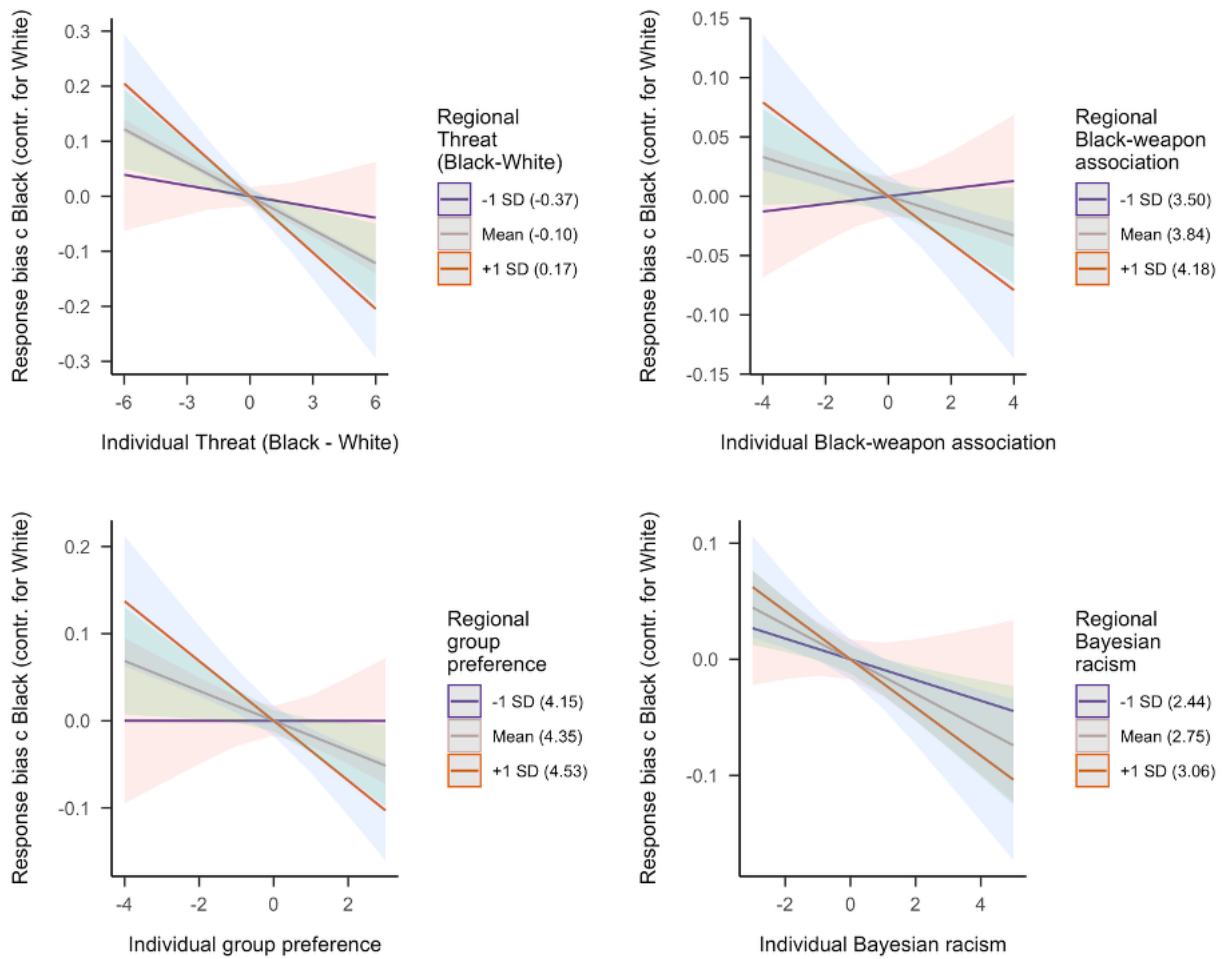 Response bias c Black (contr. for White)
0.3
0.2
0.1
0.0
-0.1
-0.2
-0.3
-6 -3 0 3 6
Individual Threat (Black - White)
Regional
Threat
(Black-White)
-1 SD (-0.37)
Mean (-0.10)
+1 SD (0.17)
Response bias c Black (contr. for White)
0.15
0.10
0.05
0.00
-0.05
-0.10
-0.15
-4 -2 0 2 4
Individual Black-weapon association
Regional
Black-weapon
association
-1 SD (3.50)
Mean (3.84)
+1 SD (4.18)
Response bias c Black (contr. for White)
0.2
0.1
0.0
-0.1
-4 -2 0 2
Individual group preference
Regional
group
preference
-1 SD (4.15)
Mean (4.35)
+1 SD (4.53)
Response bias c Black (contr. for White)
0.1
0.0
-0.1
-2 0 2 4
Individual Bayesian racism
Regional
Bayesian
racism
-1 SD (2.44)
Mean (2.75)
+1 SD (3.06)